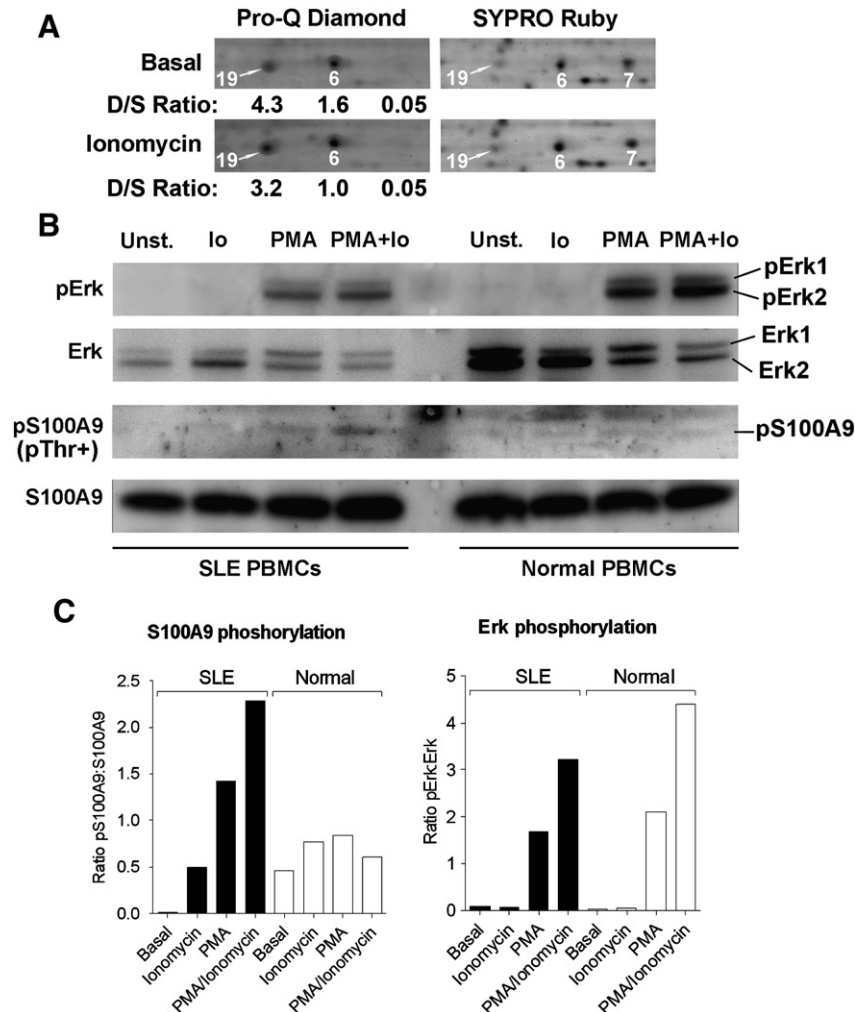 A
Pro-Q Diamond SYPRO Ruby
Basal
19 6 19 6 7
D/S Ratio: 4.3 1.6 0.05
Ionomycin
19 6 19 6 7
D/S Ratio: 3.2 1.0 0.05
B
Unst. Io PMA PMA+Io Unst. Io PMA PMA+Io
pErk pErk1
pErk2
Erk Erk1
Erk2
pS100A9
(pThr+) pS100A9
S100A9
SLE PBMCs Normal PBMCs
C
S100A9 phoshorylation
SLE Normal
Ratio pS100A9:S100A9
2.5
2.0
1.5
1.0
0.5
0.0
Basal
Ionomycin
PMA
PMA/Ionomycin
Basal
Ionomycin
PMA
PMA/Ionomycin
Erk phosphorylation
SLE Normal
Ratio pErk:Erk
5
4
3
2
1
0
Basal
Ionomycin
PMA
PMA/Ionomycin
Basal
Ionomycin
PMA
PMA/Ionomycin